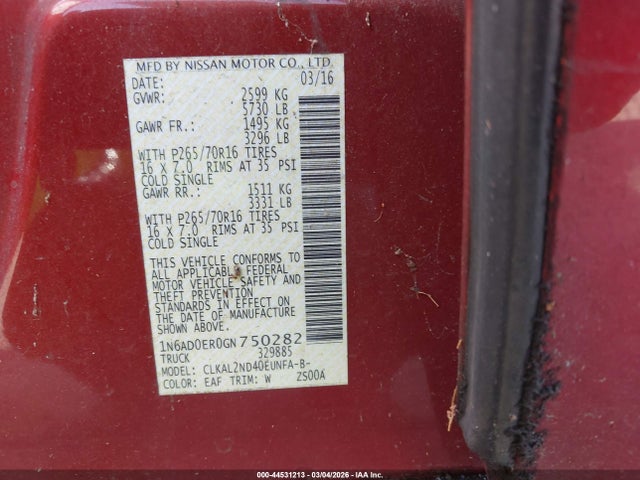 MFD BY NISSAN MOTOR CO., LTD.
DATE: 03/16
GVWR: 2599 KG
5730 LB
GAWR FR.: 1495 KG
3296 LB
WITH P265/70R16 TIRES
16 X 7.0 RIMS AT 35 PSI
COLD SINGLE
GAWR RR.: 1511 KG
3331 LB
WITH P265/70R16 TIRES
16 X 7.0 RIMS AT 35 PSI
COLD SINGLE
THIS VEHICLE CONFORMS TO
ALL APPLICABLE FEDERAL
MOTOR VEHICLE SAFETY AND
THEFT PREVENTION
STANDARDS IN EFFECT ON
THE DATE OF MANUFACTURE
SHOWN ABOVE.
1N6AD0ER0GN750282
TRUCK 329885
MODEL: CLKAL2ND40EUNFA-B-
COLOR: EAF TRIM: W ZS00A
000-44531213 - 03/04/2026 - IAA Inc.